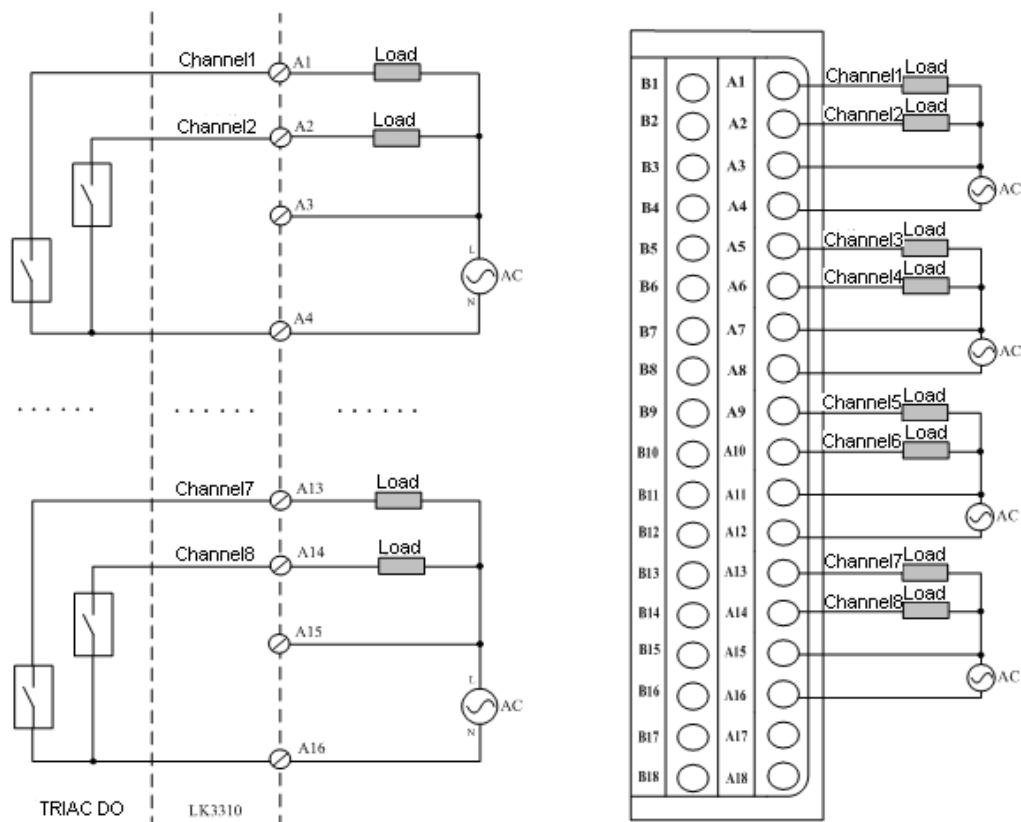 Channel1
A1
Load
Channel2
A2
Load
A3
L
AC
N
A4
. . . . . .
. . . . . .
. . . . . .
Channel7
A13
Load
Channel8
A14
Load
A15
L
AC
N
A16
TRIAC DO
LK3310
B1 A1 Channel1 Load
B2 A2 Channel2 Load
B3 A3
AC
B4 A4
B5 A5 Channel3 Load
B6 A6 Channel4 Load
B7 A7
AC
B8 A8
B9 A9 Channel5 Load
B10 A10 Channel6 Load
B11 A11
AC
B12 A12
B13 A13 Channel7 Load
B14 A14 Channel8 Load
B15 A15
AC
B16 A16
B17 A17
B18 A18